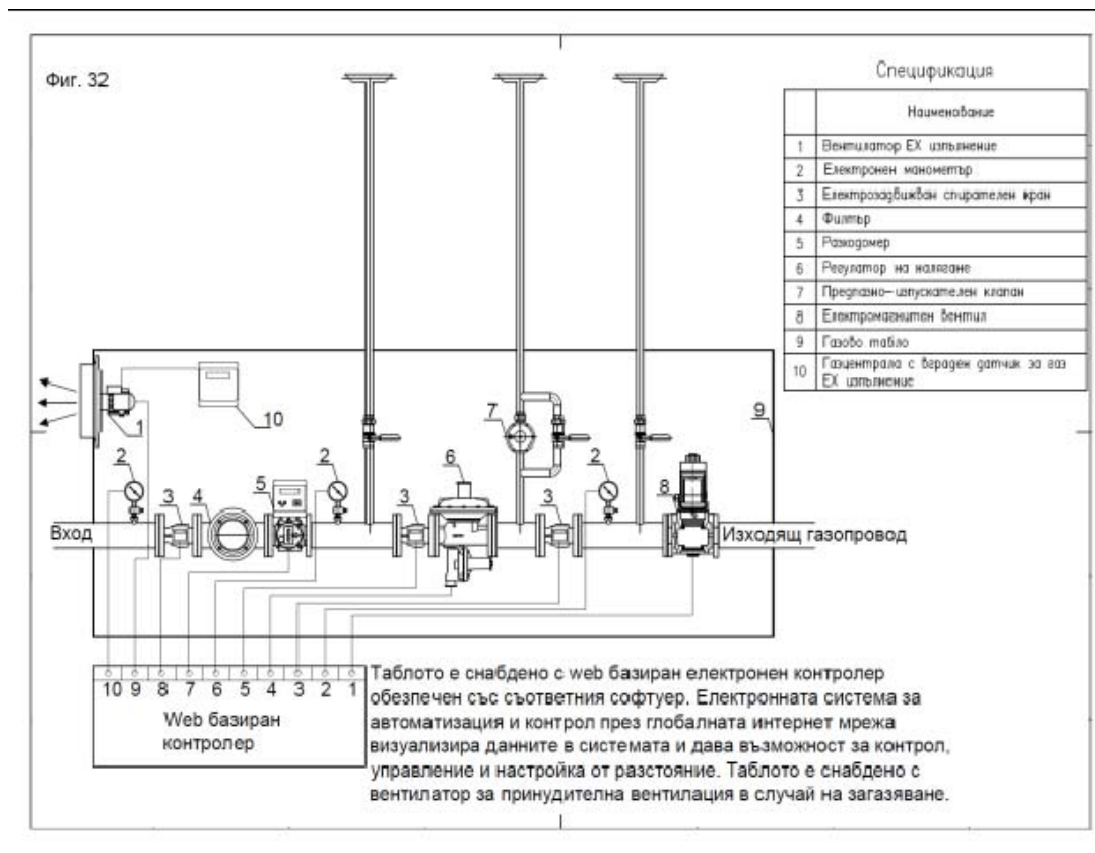 Фиг. 32
Спецификация
Наименование
1 Вентилатор EX изпълнение
2 Електронен манометър
3 Електрозадвижван спирателен кран
4 Филтър
5 Разходомер
6 Регулатор на налягане
7 Предпазно-изпускателен клапан
8 Електромагнитен вентил
9 Газово табло
10 Газцентрала с вграден датчик за газ
EX изпълнение
10
1
7
9
2
3
4
5
2
6
3
3
2
8
Вход
Изходящ газопровод
10 9 8 7 6 5 4 3 2 1
Web базиран
контролер
Таблото е снабдено с web базиран електронен контролер
обезпечен със съответния софтуер. Електронната система за
автоматизация и контрол през глобалната интернет мрежа
визуализира данните в системата и дава възможност за контрол,
управление и настройка от разстояние. Таблото е снабдено с
вентилатор за принудителна вентилация в случай на загазяване.